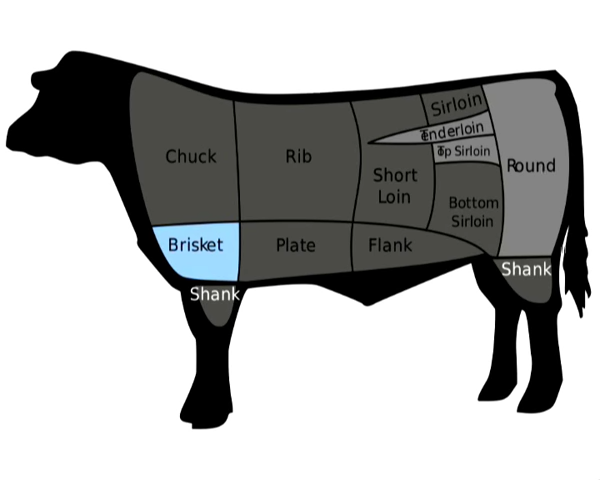 Sirloin
Tenderloin
Top Sirloin
Chuck
Rib
Round
Short
Loin
Bottom
Sirloin
Brisket
Plate
Flank
Shank
Shank